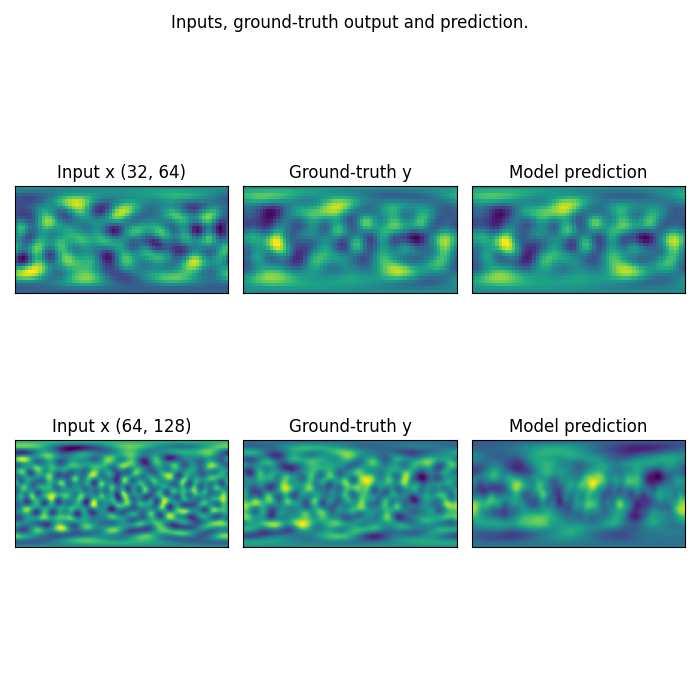 Inputs, ground-truth output and prediction.
Input x (32, 64)
Ground-truth y
Model prediction
Input x (64, 128)
Ground-truth y
Model prediction